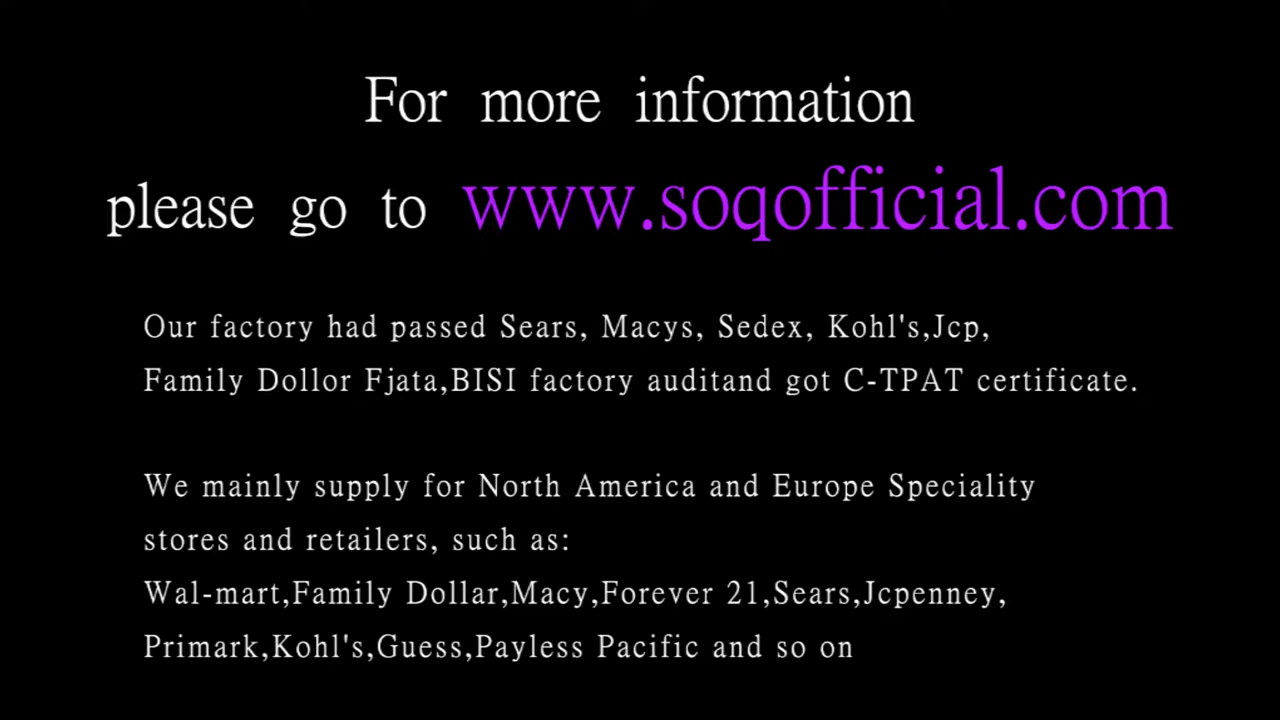 For more information
please go to www.soqofficial.com
Our factory had passed Sears, Macys, Sedex, Kohl's,Jcp,
Family Dollor Fjata,BISI factory auditand got C-TPAT certificate.
We mainly supply for North America and Europe Speciality
stores and retailers, such as:
Wal-mart,Family Dollar,Macy,Forever 21,Sears,Jcpenney,
Primark,Kohl's,Guess,Payless Pacific and so on